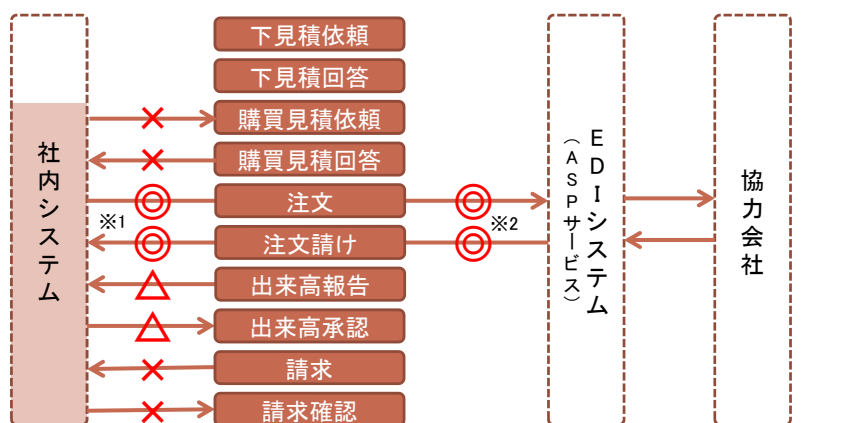 下見積依頼
下見積回答
購買見積依頼
購買見積回答
注文
注文請け
出来高報告
出来高承認
請求
請求確認
社内システム
※1
※2
EDIシステム
（ASPサービス）
協力会社